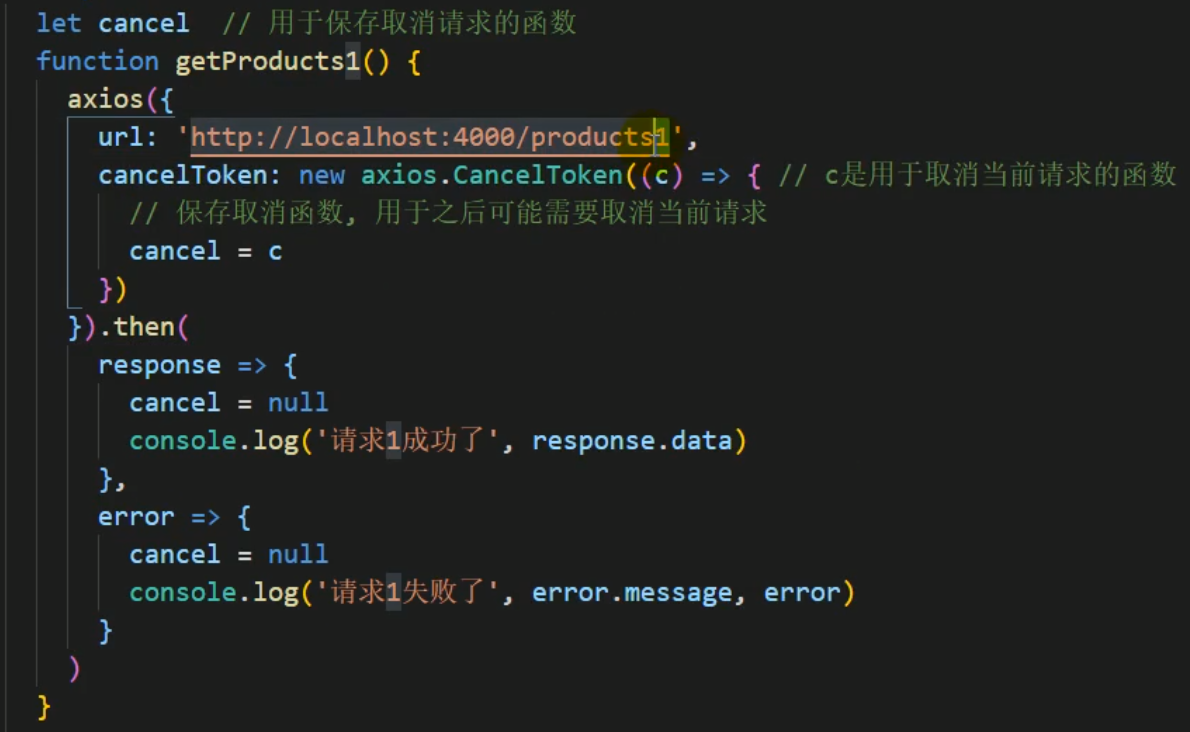 let cancel  // 用于保存取消请求的函数
function getProducts1() {
  axios({
    url: 'http://localhost:4000/products1',
    cancelToken: new axios.CancelToken((c) => { // c是用于取消当前请求的函数
      // 保存取消函数, 用于之后可能需要取消当前请求
      cancel = c
    })
  }).then(
    response => {
      cancel = null
      console.log('请求1成功了', response.data)
    },
    error => {
      cancel = null
      console.log('请求1失败了', error.message, error)
    }
  )
}